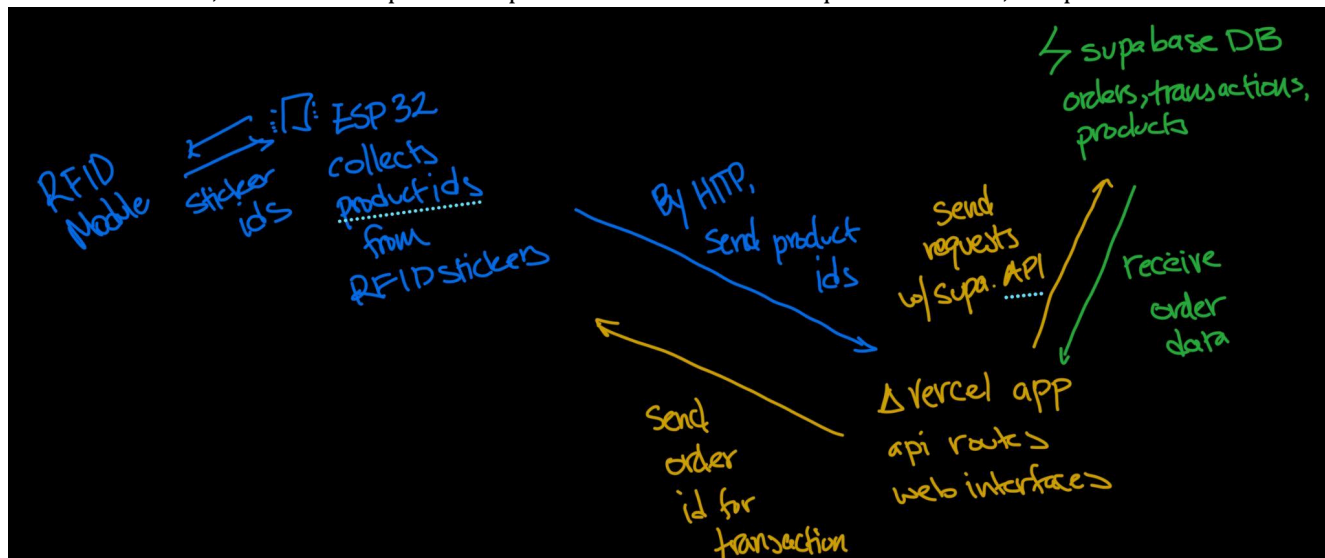 RFID
Module
sticker
ids
ESP32
collects
product ids
from
RFID stickers
By HTTP,
Send product
ids
send
requests
w/ supa. API
supabase DB
orders, transactions,
products
receive
order
data
vercel app
api routes
web interfaces
Send
order
id for
transaction